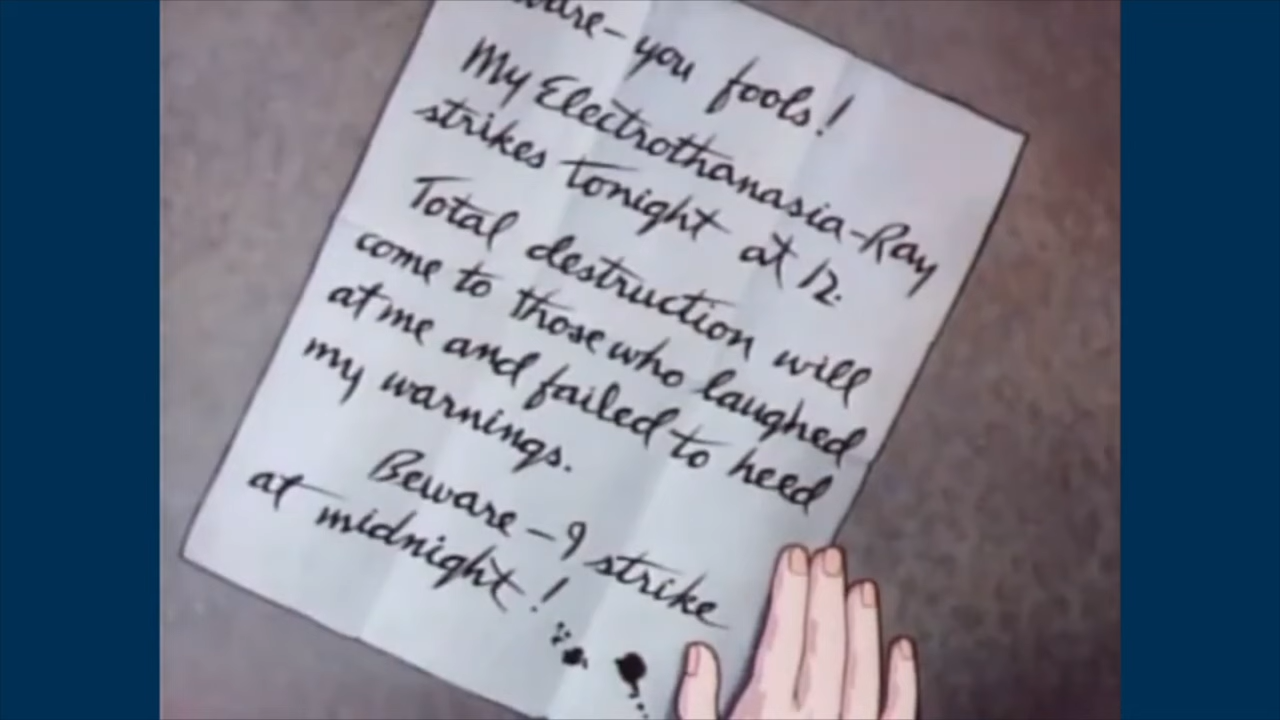 ware- you fools!
My Electrothanasia-Ray
strikes tonight at 12.
Total destruction will
come to those who laughed
at me and failed to heed
my warnings.
Beware - I strike
at midnight!